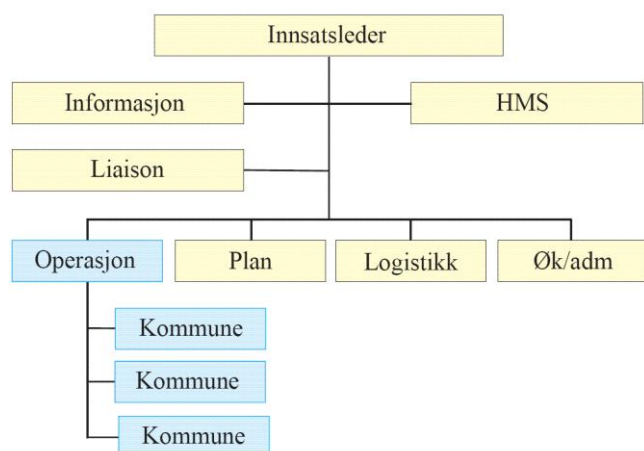 Innsatsleder
Informasjon
HMS
Liaison
Operasjon
Plan
Logistikk
Øk/adm
Kommune
Kommune
Kommune